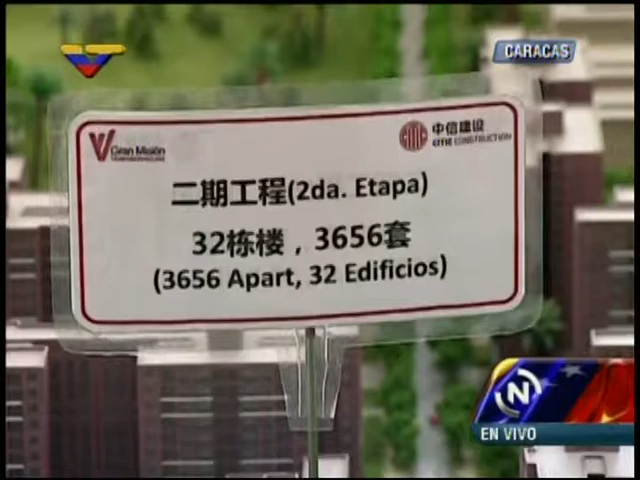 CARACAS
Gran Misión
中信建设
CITIC CONSTRUCTION
二期工程(2da. Etapa)
32栋楼，3656套
(3656 Apart, 32 Edificios)
N
EN VIVO